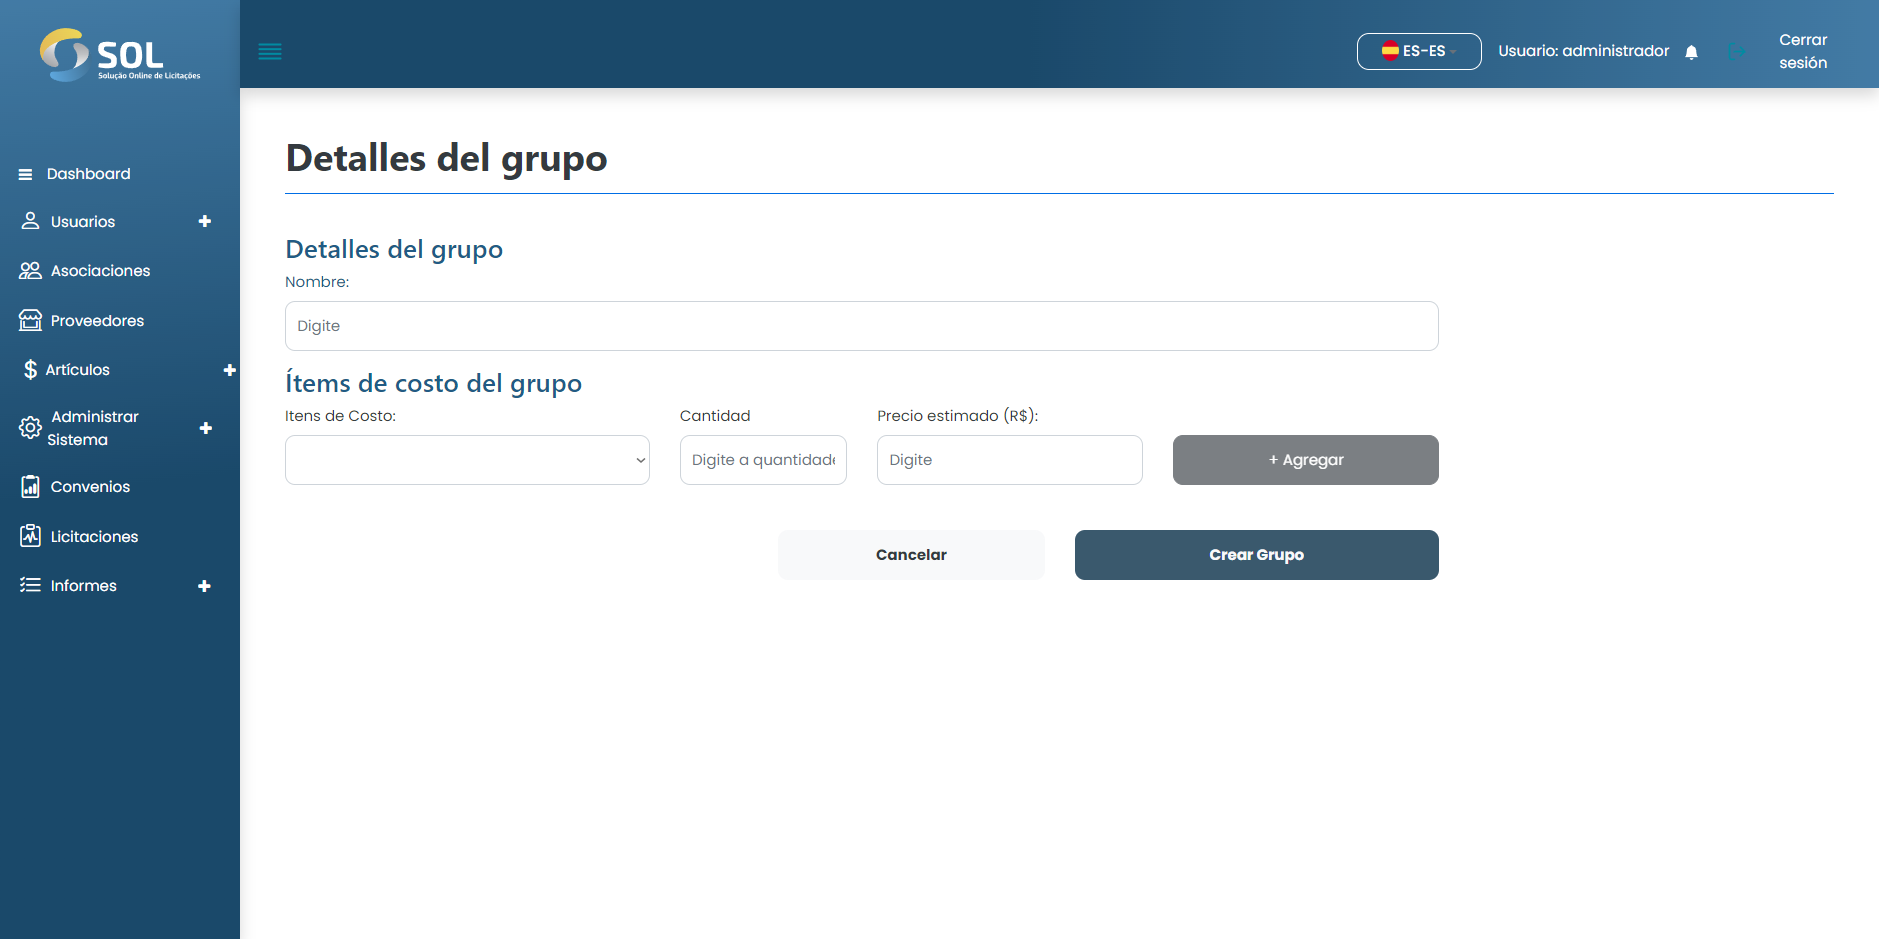 SOL
Solução Online de Licitações
ES-ES
Usuario: administrador
Cerrar
sesión
Dashboard
Usuarios
Asociaciones
Proveedores
Artículos
Administrar
Sistema
Convenios
Licitaciones
Informes
Detalles del grupo
Detalles del grupo
Nombre:
Digite
Ítems de costo del grupo
Itens de Costo: Cantidad Precio estimado (R$):
Digite a quantidade Digite + Agregar
Cancelar Crear Grupo